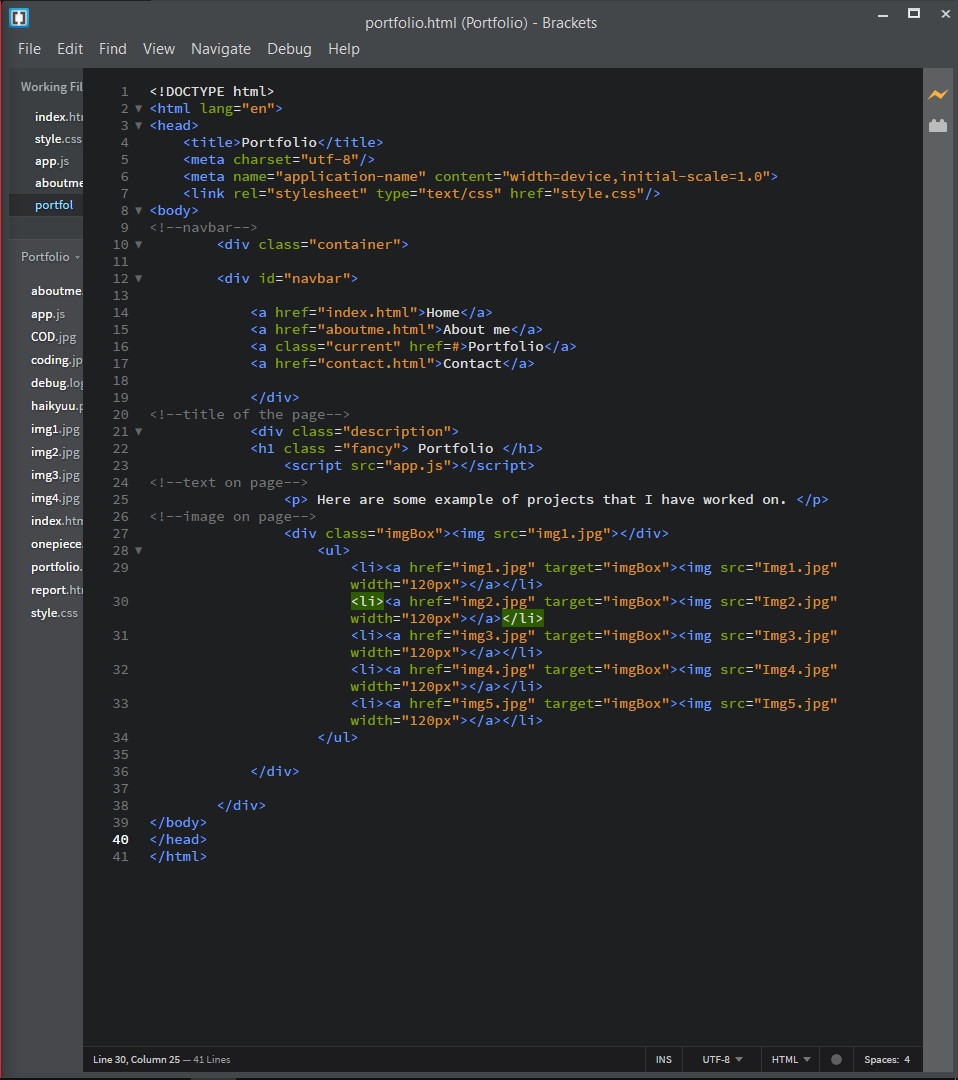 portfolio.html (Portfolio) - Brackets
File Edit Find View Navigate Debug Help
Working Fil
index.htm
style.css
app.js
aboutme
portfol
Portfolio
aboutme.
app.js
COD.jpg
coding.jp
debug.log
haikyuu.p
img1.jpg
img2.jpg
img3.jpg
img4.jpg
index.htm
onepiece.
portfolio.
report.htm
style.css
1 <!DOCTYPE html>
2 <html lang="en">
3 <head>
4 <title>Portfolio</title>
5 <meta charset="utf-8"/>
6 <meta name="application-name" content="width=device,initial-scale=1.0">
7 <link rel="stylesheet" type="text/css" href="style.css"/>
8 <body>
9 <!--navbar-->
10 <div class="container">
11
12 <div id="navbar">
13
14 <a href="index.html">Home</a>
15 <a href="aboutme.html">About me</a>
16 <a class="current" href=#>Portfolio</a>
17 <a href="contact.html">Contact</a>
18
19 </div>
20 <!--title of the page-->
21 <div class="description">
22 <h1 class ="fancy"> Portfolio </h1>
23 <script src="app.js"></script>
24 <!--text on page-->
25 <p> Here are some example of projects that I have worked on. </p>
26 <!--image on page-->
27 <div class="imgBox"><img src="img1.jpg"></div>
28 <ul>
29 <li><a href="img1.jpg" target="imgBox"><img src="Img1.jpg"
width="120px"></a></li>
30 <li><a href="img2.jpg" target="imgBox"><img src="Img2.jpg"
width="120px"></a></li>
31 <li><a href="img3.jpg" target="imgBox"><img src="Img3.jpg"
width="120px"></a></li>
32 <li><a href="img4.jpg" target="imgBox"><img src="Img4.jpg"
width="120px"></a></li>
33 <li><a href="img5.jpg" target="imgBox"><img src="Img5.jpg"
width="120px"></a></li>
34 </ul>
35
36 </div>
37
38 </div>
39 </body>
40 </head>
41 </html>
Line 30, Column 25 — 41 Lines
INS UTF-8 HTML Spaces: 4